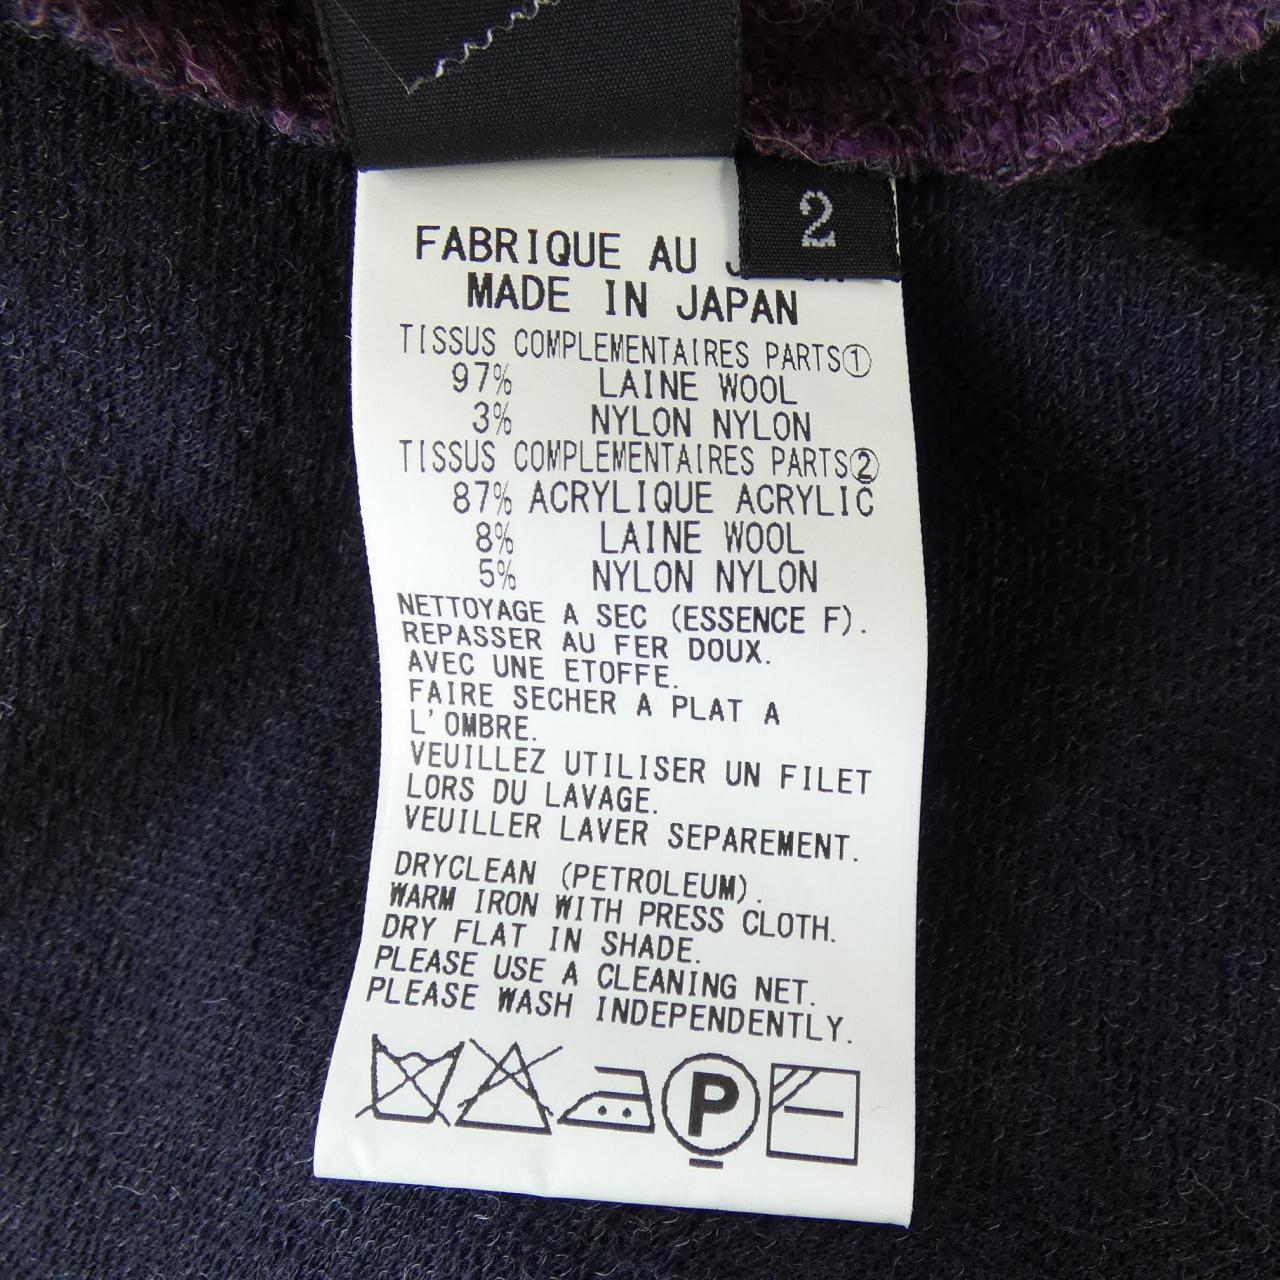 2
FABRIQUE AU
MADE IN JAPAN
TISSUS COMPLEMENTAIRES PARTS①
97% LAINE WOOL
3% NYLON NYLON
TISSUS COMPLEMENTAIRES PARTS②
87% ACRYLIQUE ACRYLIC
8% LAINE WOOL
5% NYLON NYLON
NETTOYAGE A SEC (ESSENCE F).
REPASSER AU FER DOUX.
AVEC UNE ETOFFE.
FAIRE SECHER A PLAT A
L'OMBRE.
VEUILLEZ UTILISER UN FILET
LORS DU LAVAGE.
VEUILLER LAVER SEPAREMENT.
DRYCLEAN (PETROLEUM).
WARM IRON WITH PRESS CLOTH.
DRY FLAT IN SHADE.
PLEASE USE A CLEANING NET.
PLEASE WASH INDEPENDENTLY.
P